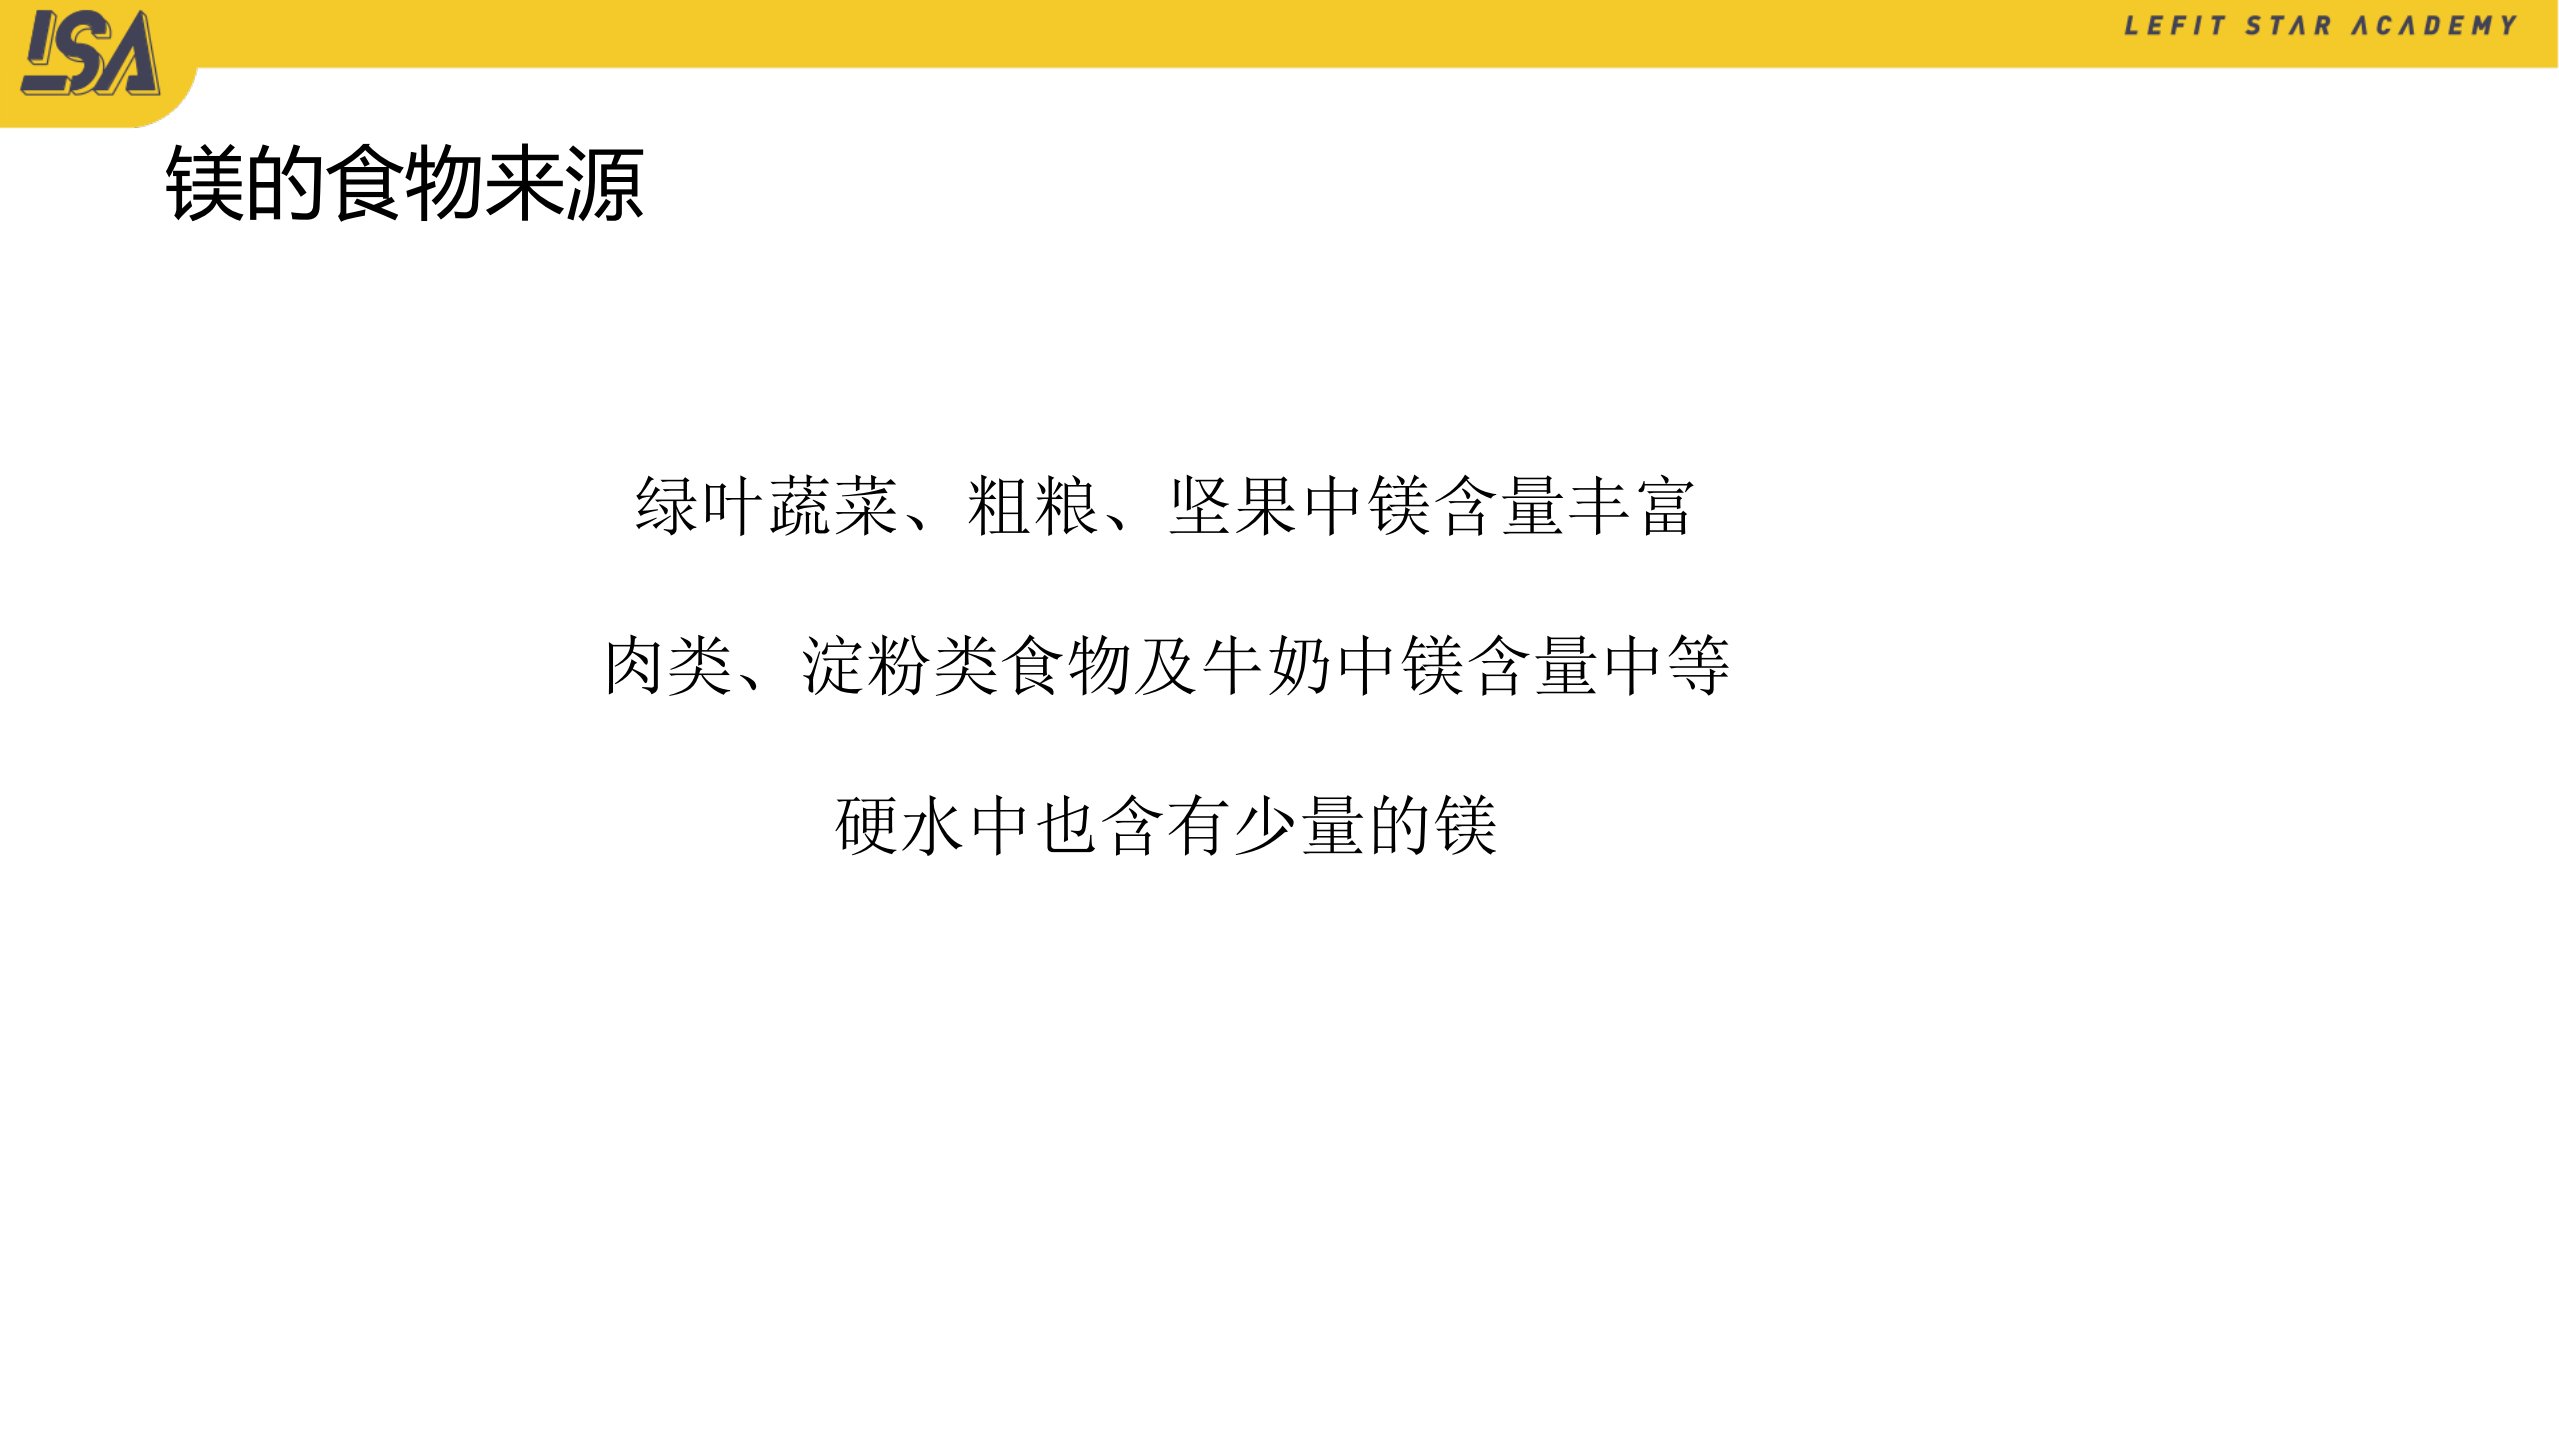 LSA
LEFIT STAR ACADEMY
镁的食物来源
绿叶蔬菜、粗粮、坚果中镁含量丰富
肉类、淀粉类食物及牛奶中镁含量中等
硬水中也含有少量的镁